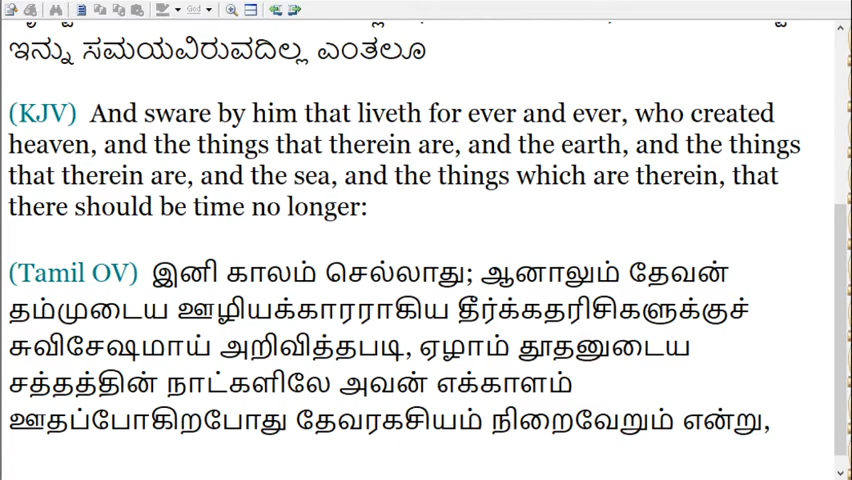 ಇನ್ನು ಸಮಯವಿರುವದಿಲ್ಲ ಎಂತಲೂ
(KJV) And sware by him that liveth for ever and ever, who created
heaven, and the things that therein are, and the earth, and the things
that therein are, and the sea, and the things which are therein, that
there should be time no longer:
(Tamil OV) இனி காலம் செல்லாது; ஆனாலும் தேவன்
தம்முடைய ஊழியக்காரராகிய தீர்க்கதரிசிகளுக்குச்
சுவிசேஷமாய் அறிவித்தபடி, ஏழாம் தூதனுடைய
சத்தத்தின் நாட்களிலே அவன் எக்காளம்
ஊதப்போகிறபோது தேவரகசியம் நிறைவேறும் என்று,